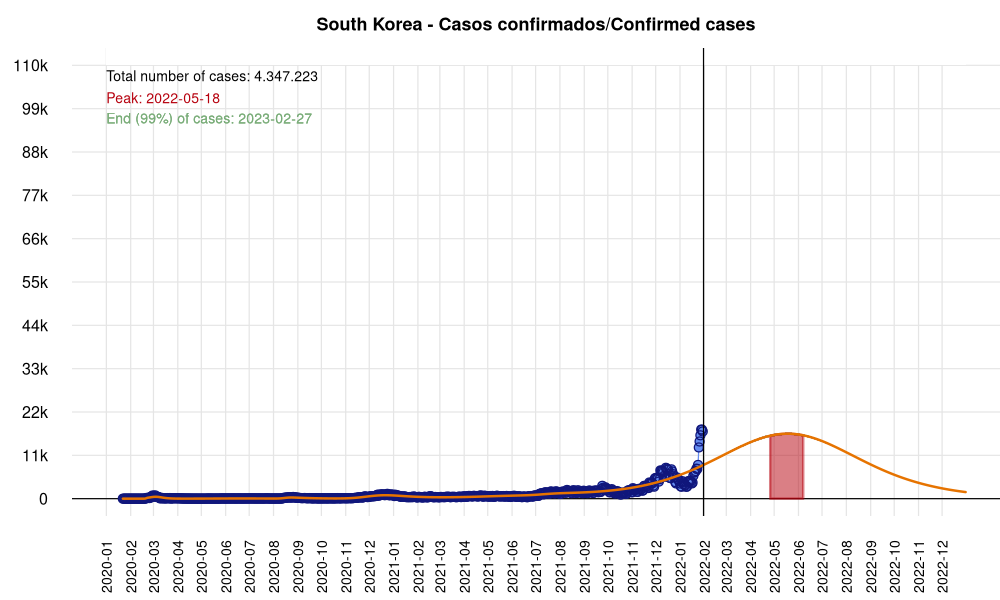 South Korea - Casos confirmados/Confirmed cases
Total number of cases: 4.347.223
Peak: 2022-05-18
End (99%) of cases: 2023-02-27
110k
99k
88k
77k
66k
55k
44k
33k
22k
11k
0
2020-01
2020-02
2020-03
2020-04
2020-05
2020-06
2020-07
2020-08
2020-09
2020-10
2020-11
2020-12
2021-01
2021-02
2021-03
2021-04
2021-05
2021-06
2021-07
2021-08
2021-09
2021-10
2021-11
2021-12
2022-01
2022-02
2022-03
2022-04
2022-05
2022-06
2022-07
2022-08
2022-09
2022-10
2022-11
2022-12